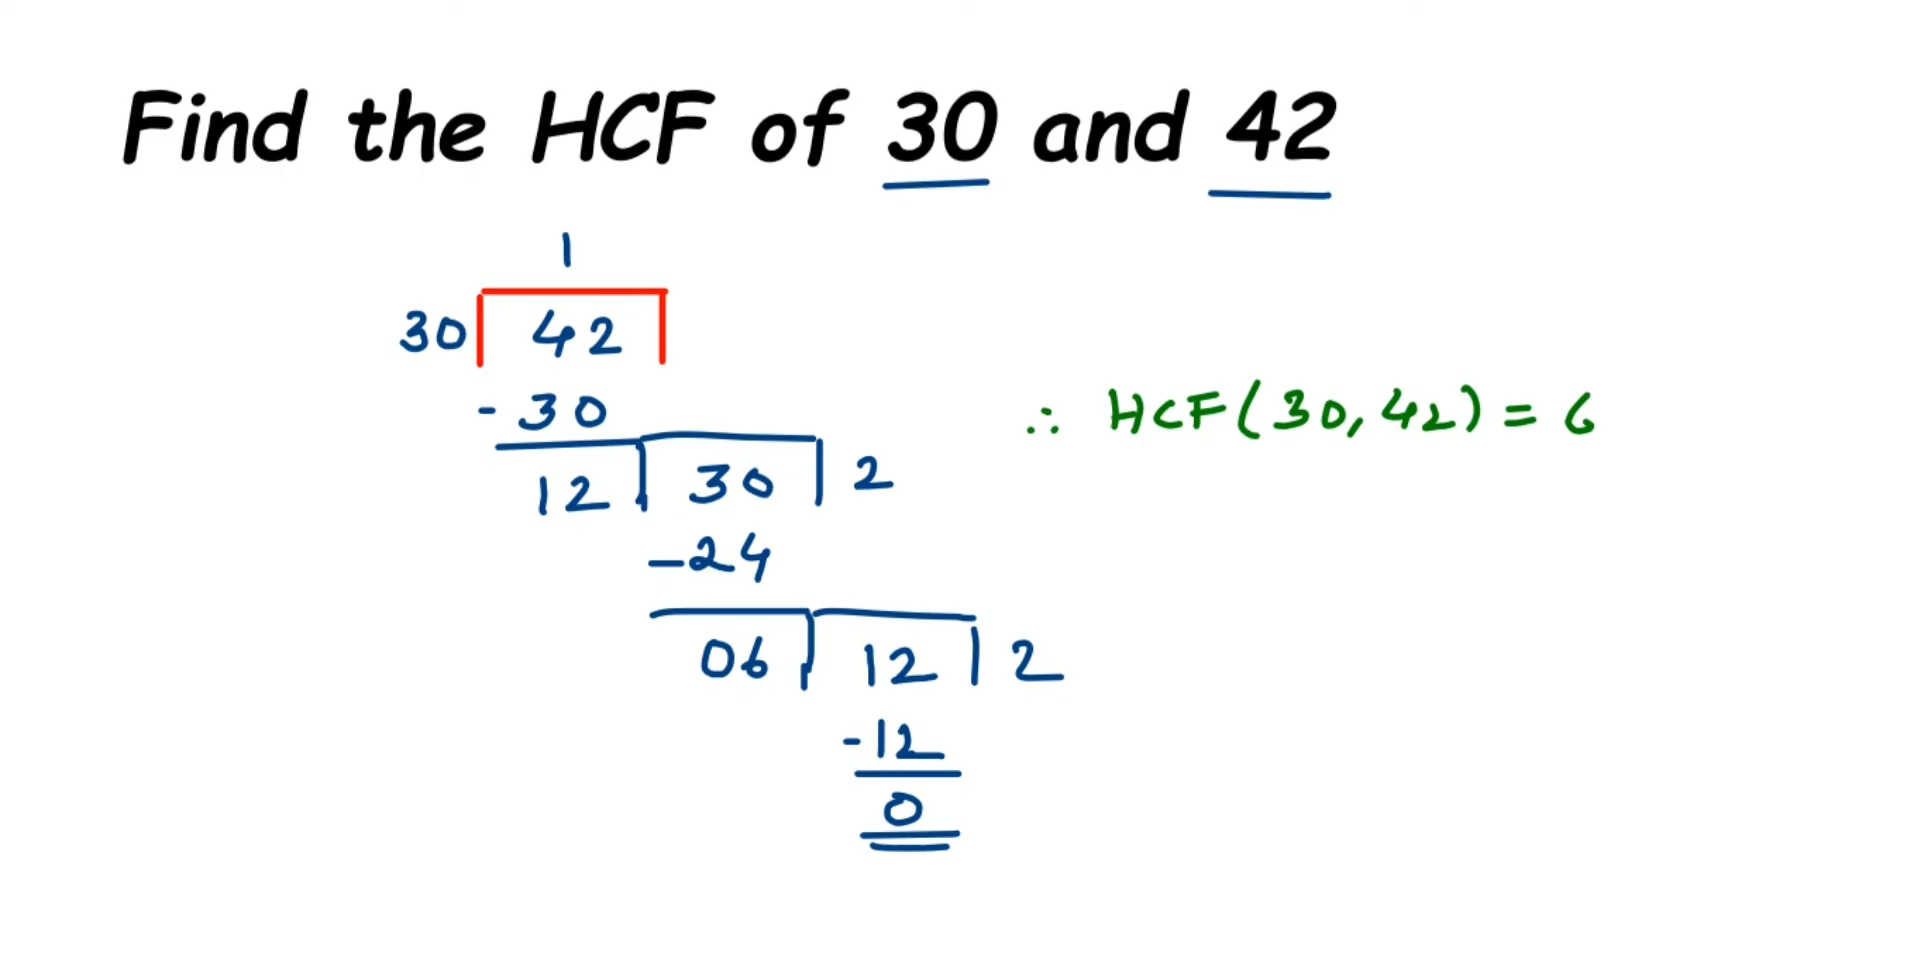 Find the HCF of 30 and 42
1
30 42
- 30
∴ HCF(30,42) = 6
12 30 2
- 24
06 12 2
- 12
0